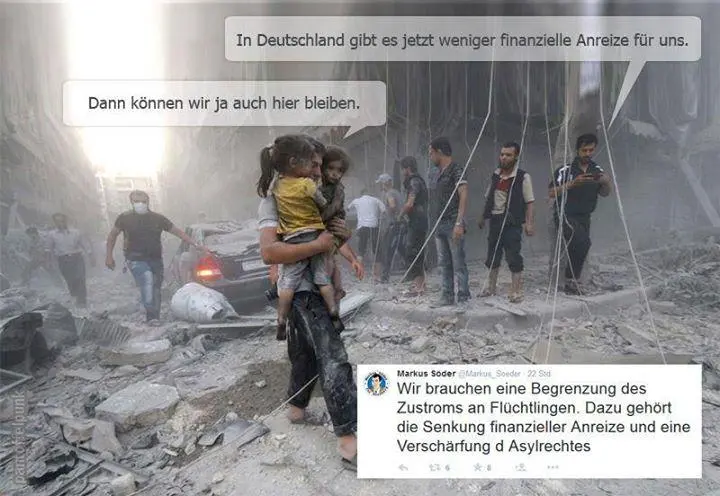 In Deutschland gibt es jetzt weniger finanzielle Anreize für uns.
Dann können wir ja auch hier bleiben.
Markus Söder @Markus_Soeder · 22 Std
Wir brauchen eine Begrenzung des
Zustroms an Flüchtlingen. Dazu gehört
die Senkung finanzieller Anreize und eine
Verschärfung d Asylrechtes
6 8